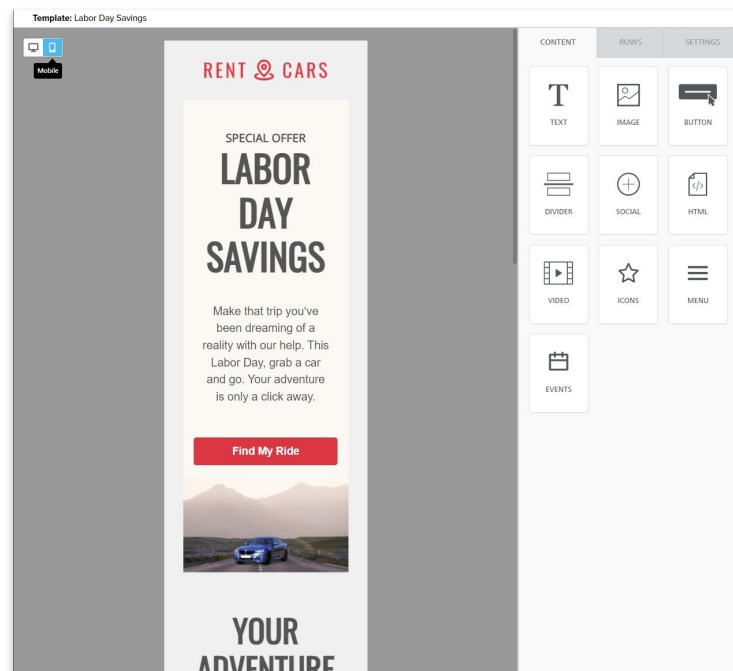 Template: Labor Day Savings
Mobile
RENT CARS
SPECIAL OFFER
LABOR
DAY
SAVINGS
Make that trip you've
been dreaming of a
reality with our help. This
Labor Day, grab a car
and go. Your adventure
is only a click away.
Find My Ride
YOUR
ADVENTURE
CONTENT
ROWS
SETTINGS
TEXT
IMAGE
BUTTON
DIVIDER
SOCIAL
HTML
VIDEO
ICONS
MENU
EVENTS